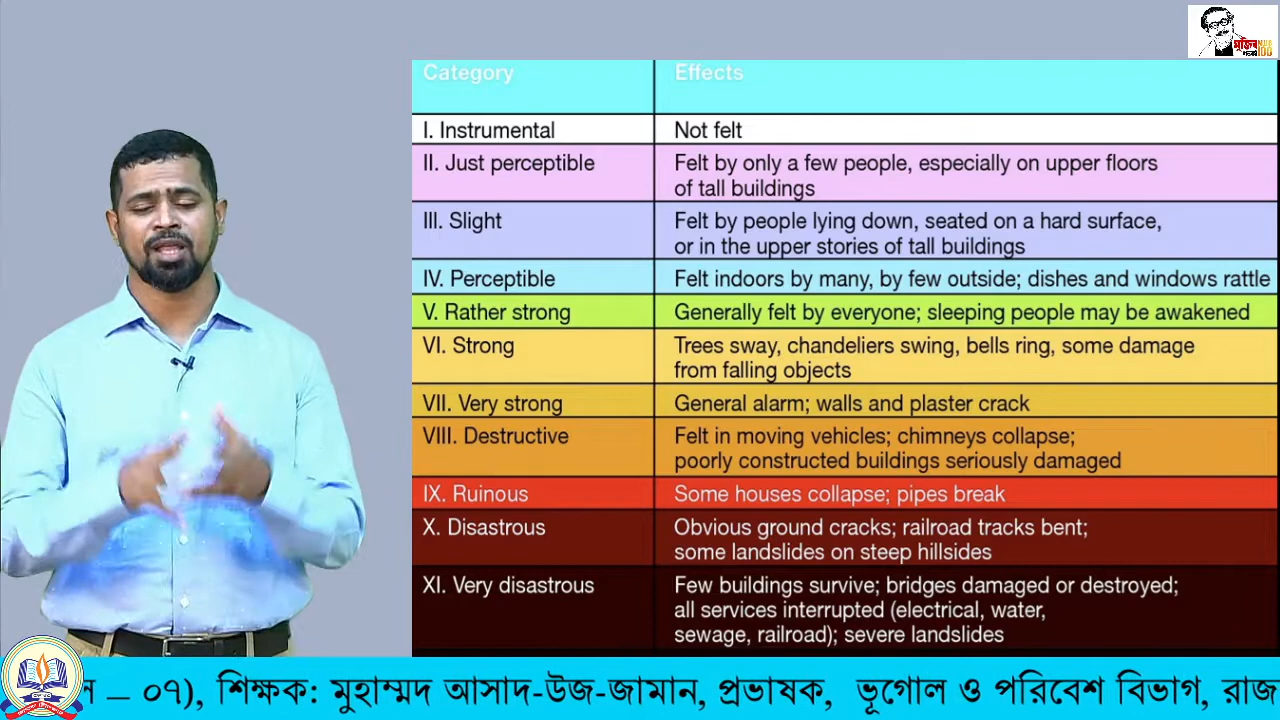 Category Effects
I. Instrumental Not felt
II. Just perceptible Felt by only a few people, especially on upper floors
of tall buildings
III. Slight Felt by people lying down, seated on a hard surface,
or in the upper stories of tall buildings
IV. Perceptible Felt indoors by many, by few outside; dishes and windows rattle
V. Rather strong Generally felt by everyone; sleeping people may be awakened
VI. Strong Trees sway, chandeliers swing, bells ring, some damage
from falling objects
VII. Very strong General alarm; walls and plaster crack
VIII. Destructive Felt in moving vehicles; chimneys collapse;
poorly constructed buildings seriously damaged
IX. Ruinous Some houses collapse; pipes break
X. Disastrous Obvious ground cracks; railroad tracks bent;
some landslides on steep hillsides
XI. Very disastrous Few buildings survive; bridges damaged or destroyed;
all services interrupted (electrical, water,
sewage, railroad); severe landslides
– ০৭), শিক্ষক: মুহাম্মদ আসাদ-উজ-জামান, প্রভাষক, ভূগোল ও পরিবেশ বিভাগ, রাজ